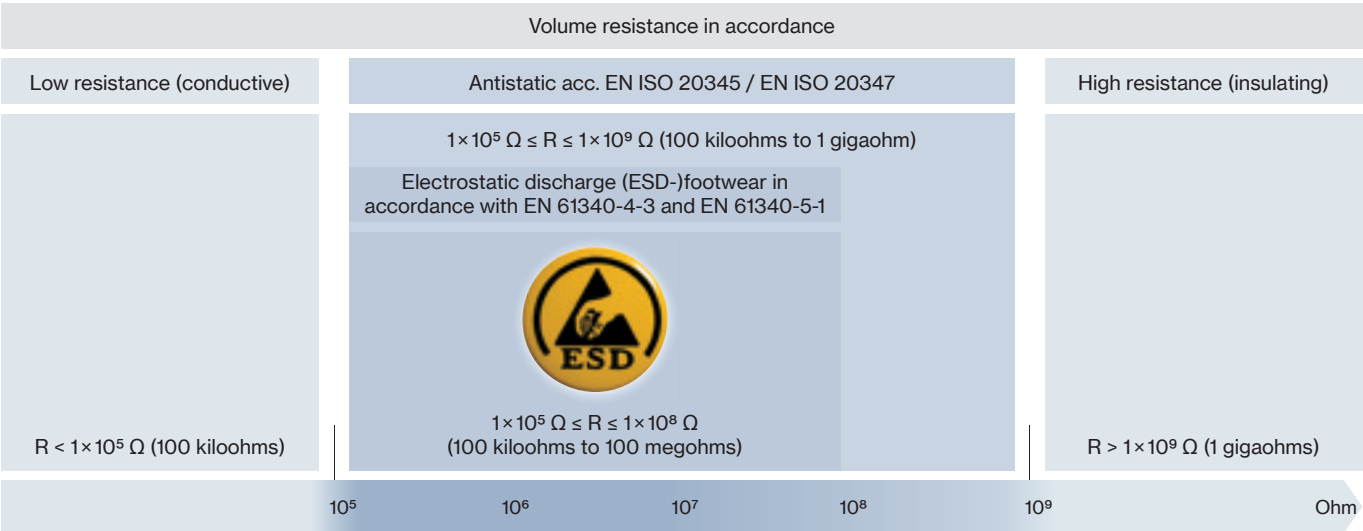 Volume resistance in accordance
Low resistance (conductive)
Antistatic acc. EN ISO 20345 / EN ISO 20347
High resistance (insulating)
1×10⁵ Ω ≤ R ≤ 1×10⁹ Ω (100 kiloohms to 1 gigaohm)
Electrostatic discharge (ESD-)footwear in
accordance with EN 61340-4-3 and EN 61340-5-1
ESD
1×10⁵ Ω ≤ R ≤ 1×10⁸ Ω
(100 kiloohms to 100 megohms)
R < 1×10⁵ Ω (100 kiloohms)
R > 1×10⁹ Ω (1 gigaohms)
10⁵ 10⁶ 10⁷ 10⁸ 10⁹ Ohm